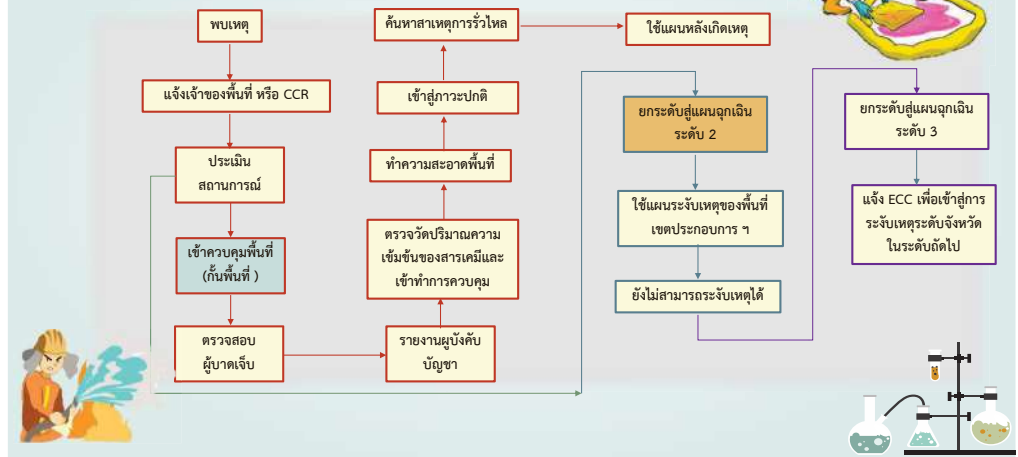 พบเหตุ
แจ้งเจ้าของพื้นที่ หรือ CCR
ประเมิน
สถานการณ์
เข้าควบคุมพื้นที่
(กั้นพื้นที่ )
ตรวจสอบ
ผู้บาดเจ็บ
รายงานผู้บังคับ
บัญชา
ตรวจวัดปริมาณความ
เข้มข้นของสารเคมีและ
เข้าทำการควบคุม
ทำความสะอาดพื้นที่
เข้าสู่ภาวะปกติ
ค้นหาสาเหตุการรั่วไหล
ใช้แผนหลังเกิดเหตุ
ยกระดับสู่แผนฉุกเฉิน
ระดับ 2
ใช้แผนระงับเหตุของพื้นที่
เขตประกอบการ ฯ
ยังไม่สามารถระงับเหตุได้
ยกระดับสู่แผนฉุกเฉิน
ระดับ 3
แจ้ง ECC เพื่อเข้าสู่การ
ระงับเหตุระดับจังหวัด
ในระดับถัดไป